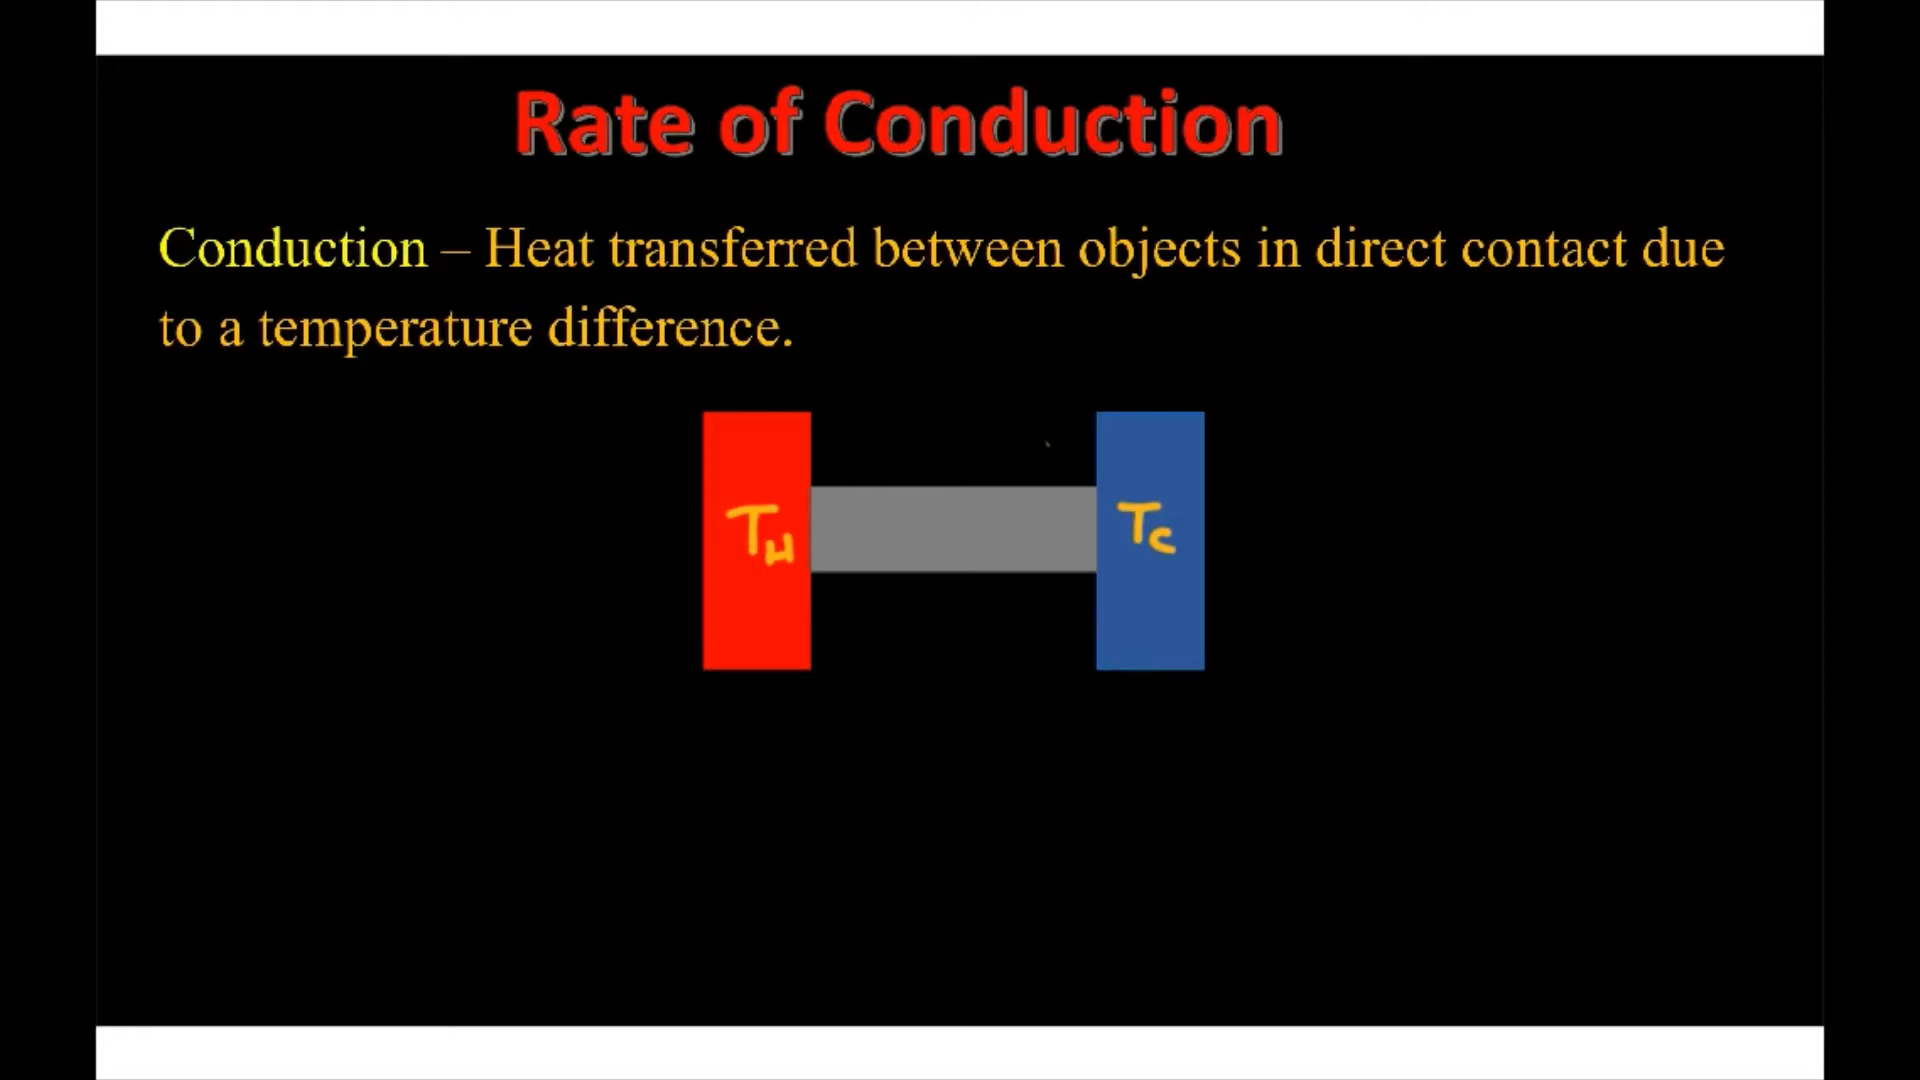 Rate of Conduction
Conduction – Heat transferred between objects in direct contact due
to a temperature difference.
TH
TC